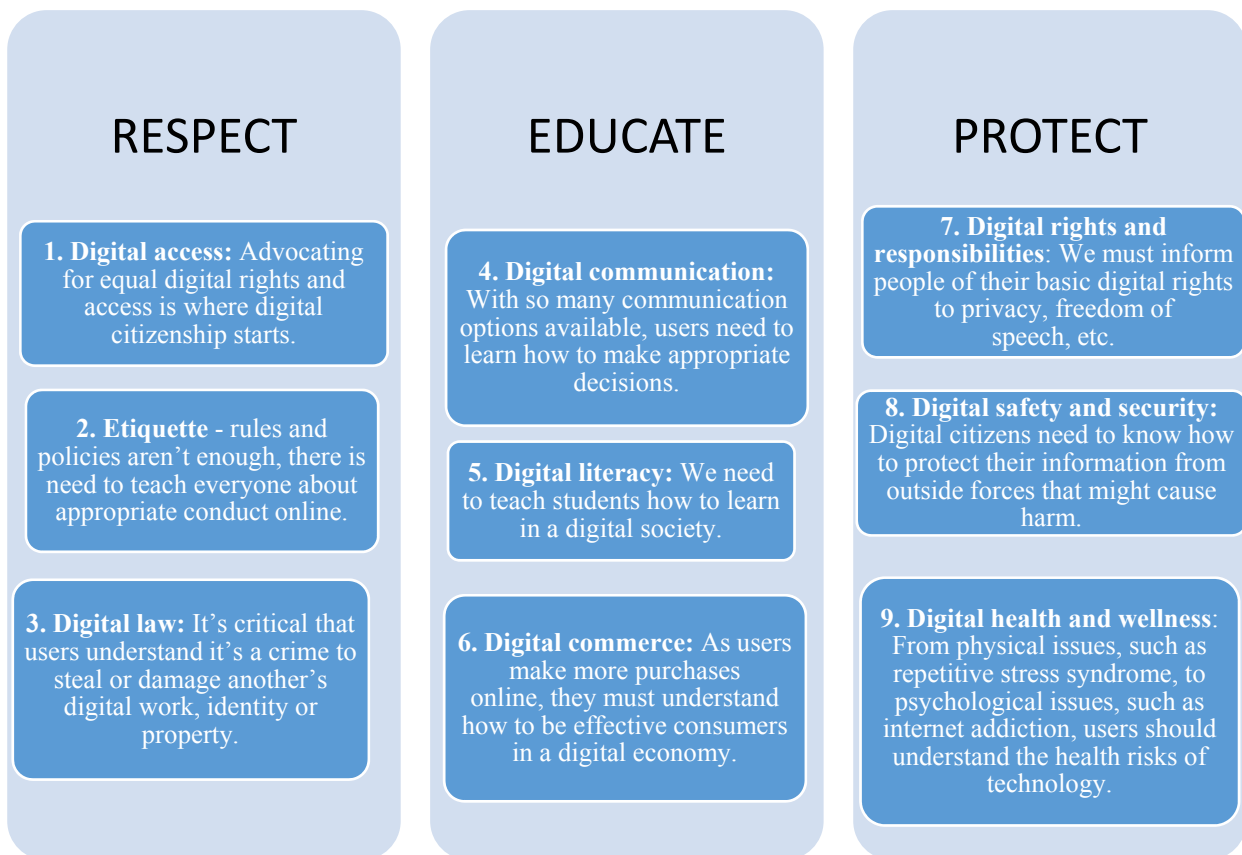 RESPECT
1. Digital access: Advocating
for equal digital rights and
access is where digital
citizenship starts.
2. Etiquette - rules and
policies aren’t enough, there is
need to teach everyone about
appropriate conduct online.
3. Digital law: It’s critical that
users understand it’s a crime to
steal or damage another’s
digital work, identity or
property.
EDUCATE
4. Digital communication:
With so many communication
options available, users need to
learn how to make appropriate
decisions.
5. Digital literacy: We need
to teach students how to learn
in a digital society.
6. Digital commerce: As users
make more purchases
online, they must understand
how to be effective consumers
in a digital economy.
PROTECT
7. Digital rights and
responsibilities: We must inform
people of their basic digital rights
to privacy, freedom of
speech, etc.
8. Digital safety and security:
Digital citizens need to know how
to protect their information from
outside forces that might cause
harm.
9. Digital health and wellness:
From physical issues, such as
repetitive stress syndrome, to
psychological issues, such as
internet addiction, users should
understand the health risks of
technology.